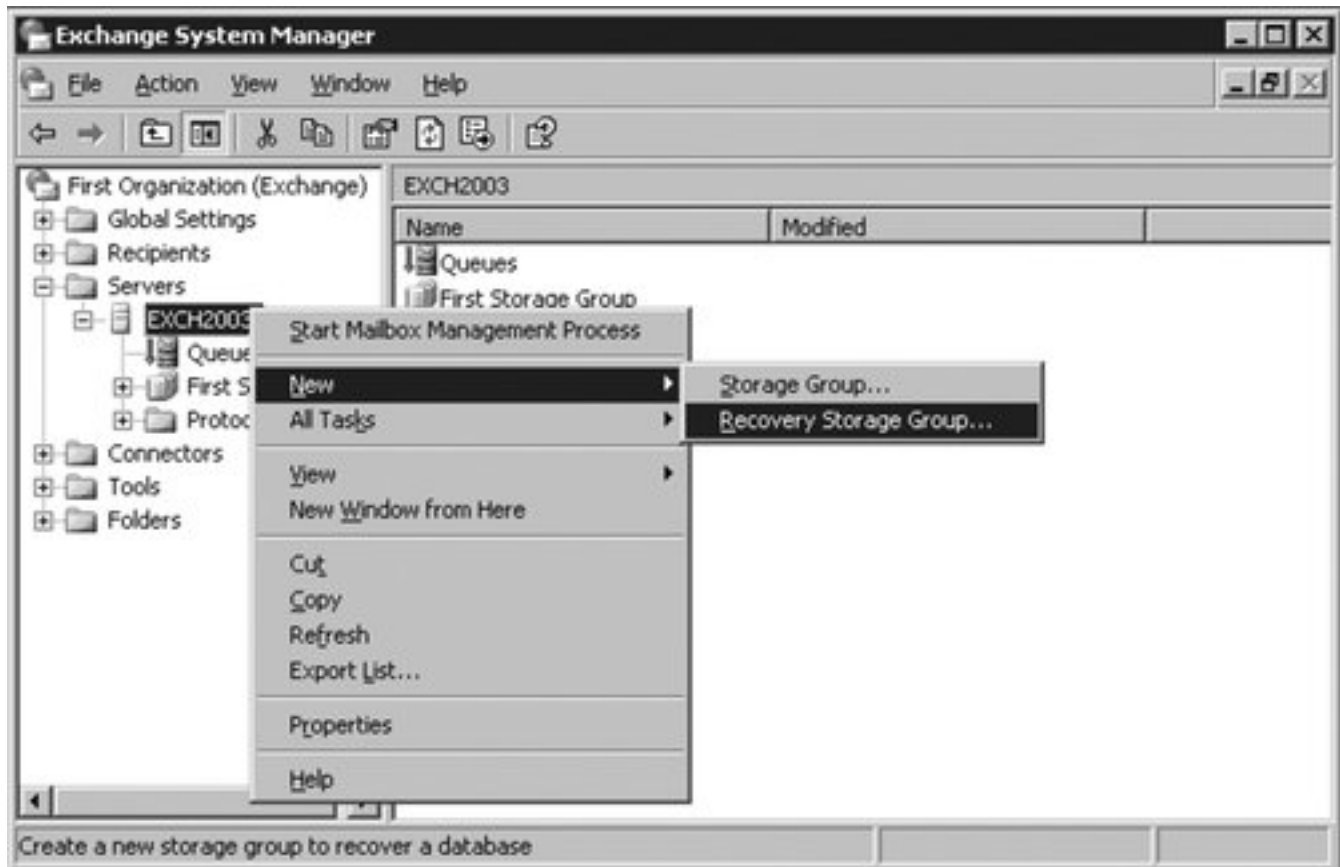 Exchange System Manager
File Action View Window Help
First Organization (Exchange)
Global Settings
Recipients
Servers
EXCH2003
Queue
First S
Protoc
Connectors
Tools
Folders
EXCH2003
Name Modified
Queues
First Storage Group
Start Mailbox Management Process
New
All Tasks
View
New Window from Here
Cut
Copy
Refresh
Export List...
Properties
Help
Storage Group...
Recovery Storage Group...
Create a new storage group to recover a database